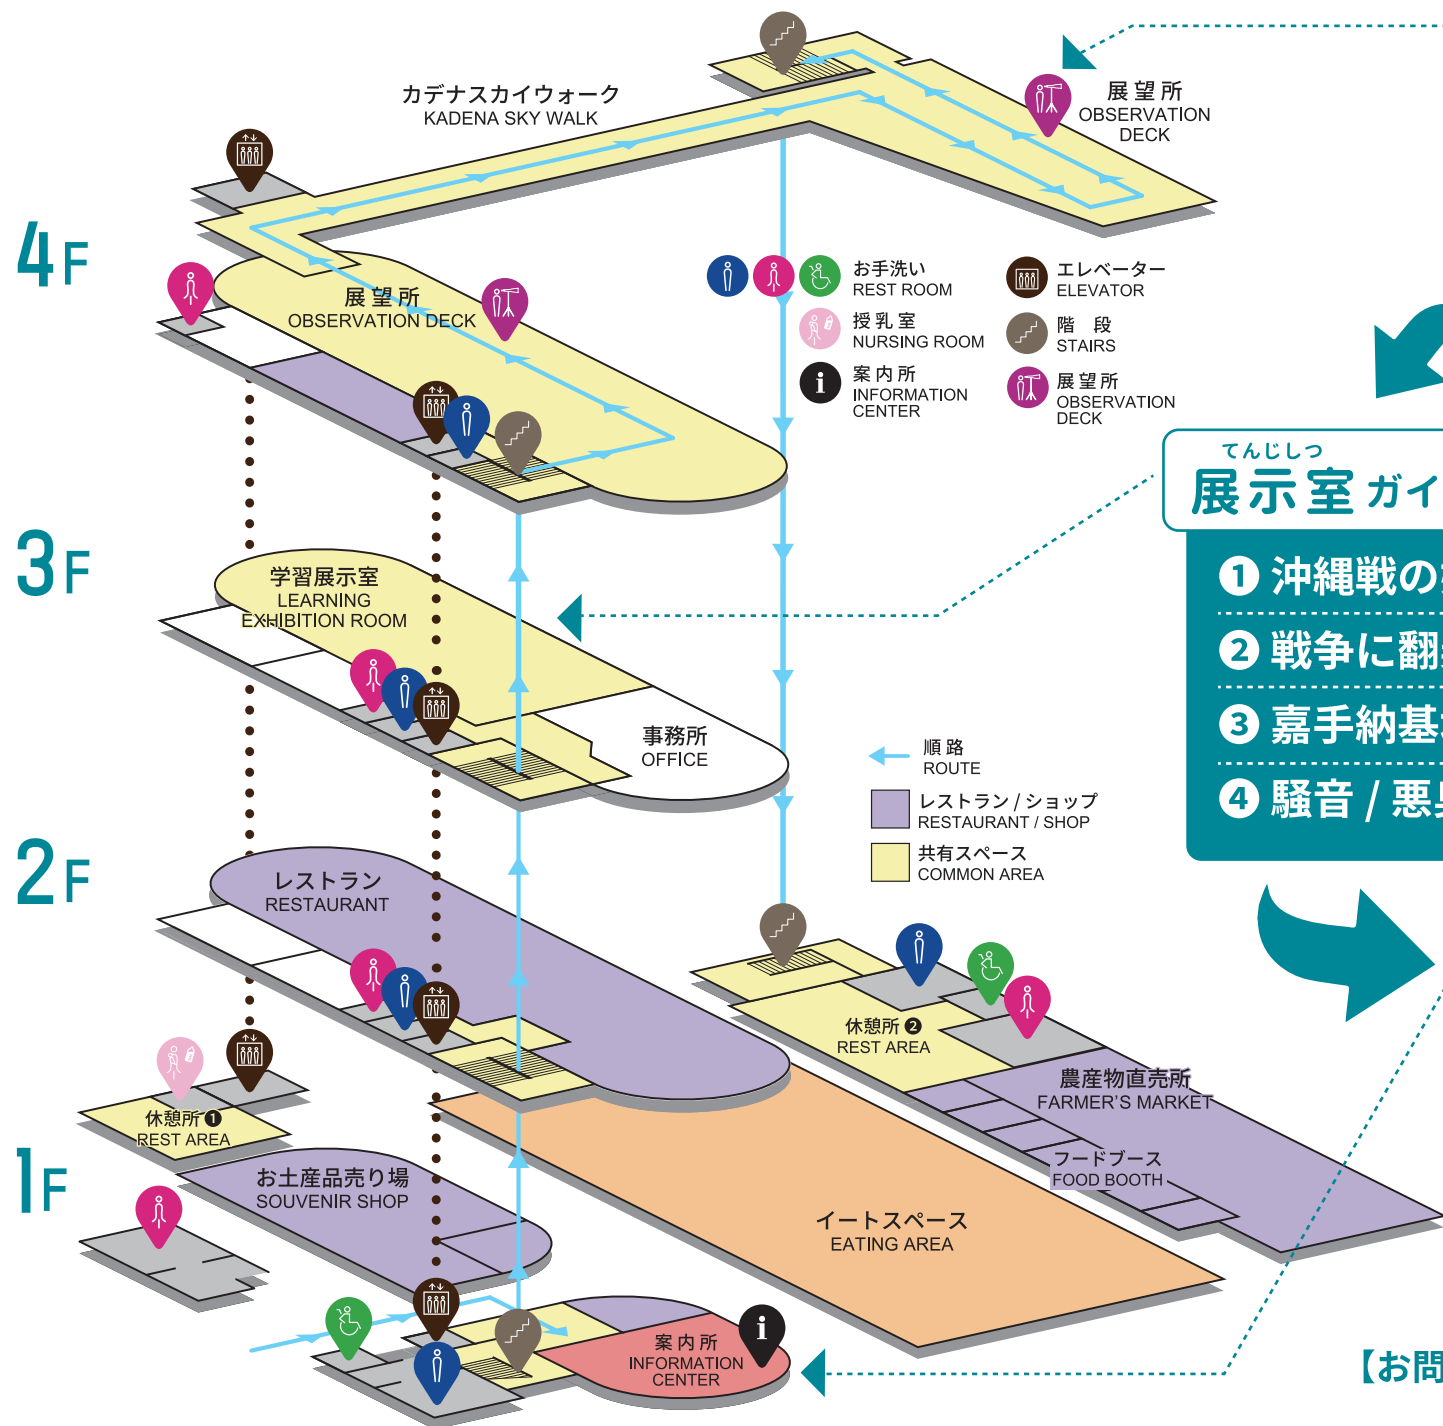 カデナスカイウォーク
KADENA SKY WALK
展望所
OBSERVATION
DECK
4F
展望所
OBSERVATION DECK
お手洗い
REST ROOM
授乳室
NURSING ROOM
案内所
INFORMATION
CENTER
エレベーター
ELEVATOR
階 段
STAIRS
展望所
OBSERVATION
DECK
てんじしつ
展示室 ガイ
❶ 沖縄戦の
❷ 戦争に翻
❸ 嘉手納基
❹ 騒音 / 悪
3F
学習展示室
LEARNING
EXHIBITION ROOM
事務所
OFFICE
順路
ROUTE
レストラン / ショップ
RESTAURANT / SHOP
共有スペース
COMMON AREA
2F
レストラン
RESTAURANT
休憩所 ❷
REST AREA
農産物直売所
FARMER'S MARKET
フードブース
FOOD BOOTH
休憩所 ❶
REST AREA
1F
お土産品売り場
SOUVENIR SHOP
イートスペース
EATING AREA
案内所
INFORMATION
CENTER
i
【お問